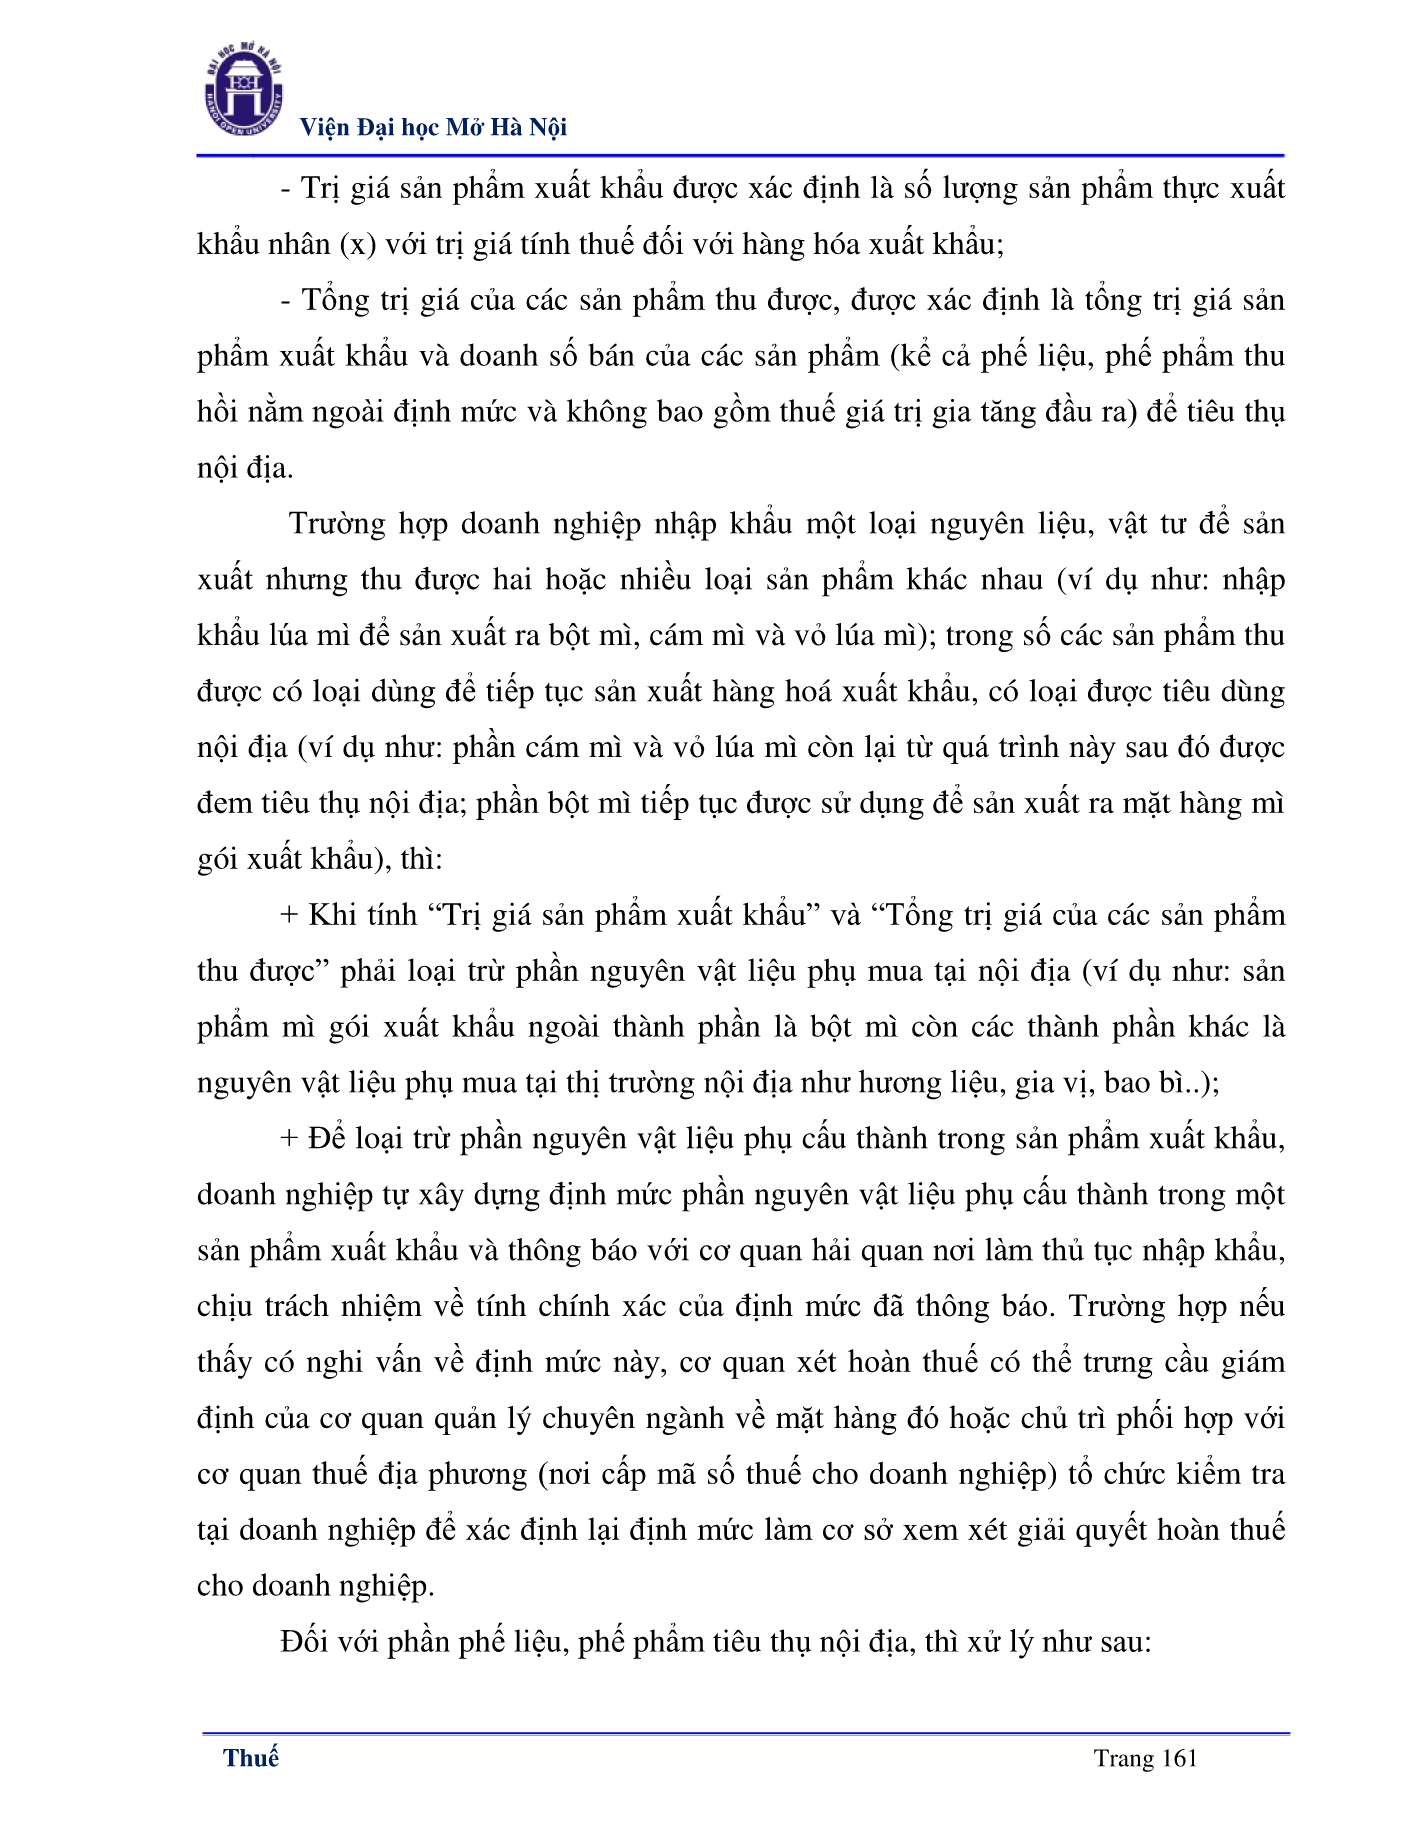 ĐẠI HỌC MỞ HÀ NỘI
HANOI OPEN UNIVERSITY
Viện Đại học Mở Hà Nội
- Trị giá sản phẩm xuất khẩu được xác định là số lượng sản phẩm thực xuất
khẩu nhân (x) với trị giá tính thuế đối với hàng hóa xuất khẩu;
- Tổng trị giá của các sản phẩm thu được, được xác định là tổng trị giá sản
phẩm xuất khẩu và doanh số bán của các sản phẩm (kể cả phế liệu, phế phẩm thu
hồi nằm ngoài định mức và không bao gồm thuế giá trị gia tăng đầu ra) để tiêu thụ
nội địa.
Trường hợp doanh nghiệp nhập khẩu một loại nguyên liệu, vật tư để sản
xuất nhưng thu được hai hoặc nhiều loại sản phẩm khác nhau (ví dụ như: nhập
khẩu lúa mì để sản xuất ra bột mì, cám mì và vỏ lúa mì); trong số các sản phẩm thu
được có loại dùng để tiếp tục sản xuất hàng hoá xuất khẩu, có loại được tiêu dùng
nội địa (ví dụ như: phần cám mì và vỏ lúa mì còn lại từ quá trình này sau đó được
đem tiêu thụ nội địa; phần bột mì tiếp tục được sử dụng để sản xuất ra mặt hàng mì
gói xuất khẩu), thì:
+ Khi tính “Trị giá sản phẩm xuất khẩu” và “Tổng trị giá của các sản phẩm
thu được” phải loại trừ phần nguyên vật liệu phụ mua tại nội địa (ví dụ như: sản
phẩm mì gói xuất khẩu ngoài thành phần là bột mì còn các thành phần khác là
nguyên vật liệu phụ mua tại thị trường nội địa như hương liệu, gia vị, bao bì..);
+ Để loại trừ phần nguyên vật liệu phụ cấu thành trong sản phẩm xuất khẩu,
doanh nghiệp tự xây dựng định mức phần nguyên vật liệu phụ cấu thành trong một
sản phẩm xuất khẩu và thông báo với cơ quan hải quan nơi làm thủ tục nhập khẩu,
chịu trách nhiệm về tính chính xác của định mức đã thông báo. Trường hợp nếu
thấy có nghi vấn về định mức này, cơ quan xét hoàn thuế có thể trưng cầu giám
định của cơ quan quản lý chuyên ngành về mặt hàng đó hoặc chủ trì phối hợp với
cơ quan thuế địa phương (nơi cấp mã số thuế cho doanh nghiệp) tổ chức kiểm tra
tại doanh nghiệp để xác định lại định mức làm cơ sở xem xét giải quyết hoàn thuế
cho doanh nghiệp.
Đối với phần phế liệu, phế phẩm tiêu thụ nội địa, thì xử lý như sau:
Thuế
Trang 161